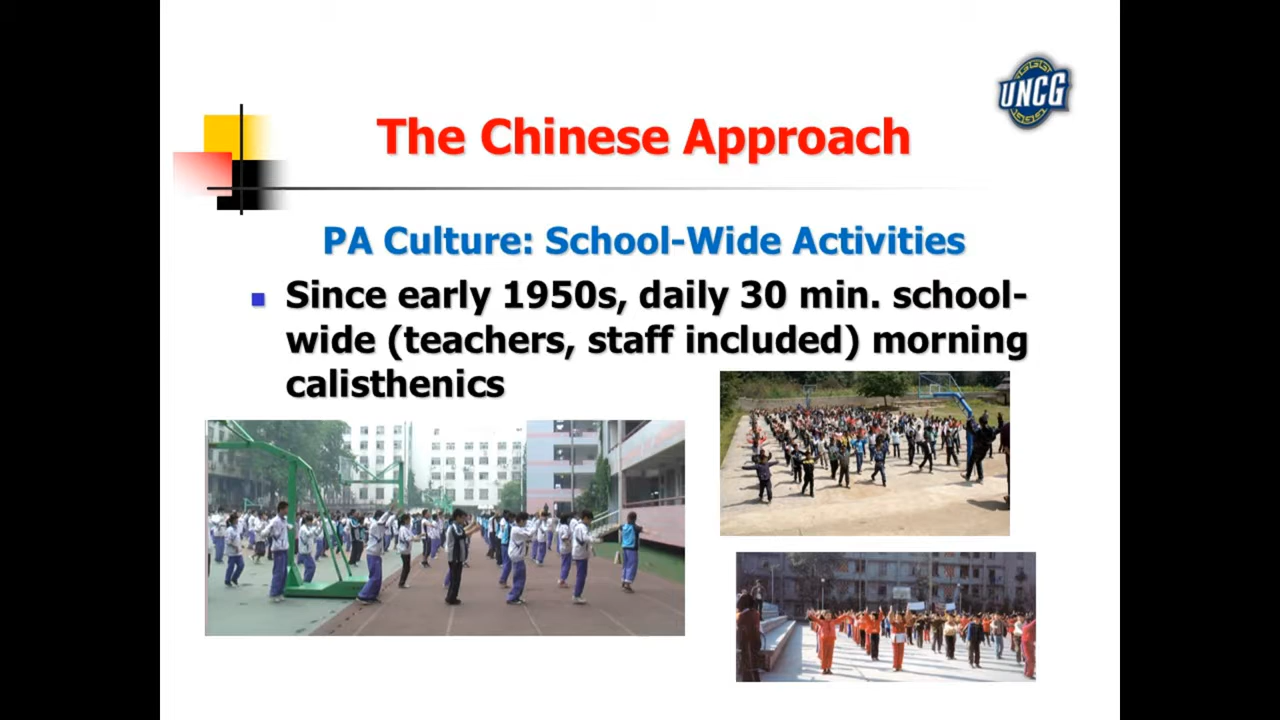 UNCG
The Chinese Approach
PA Culture: School-Wide Activities
Since early 1950s, daily 30 min. school-
wide (teachers, staff included) morning
calisthenics